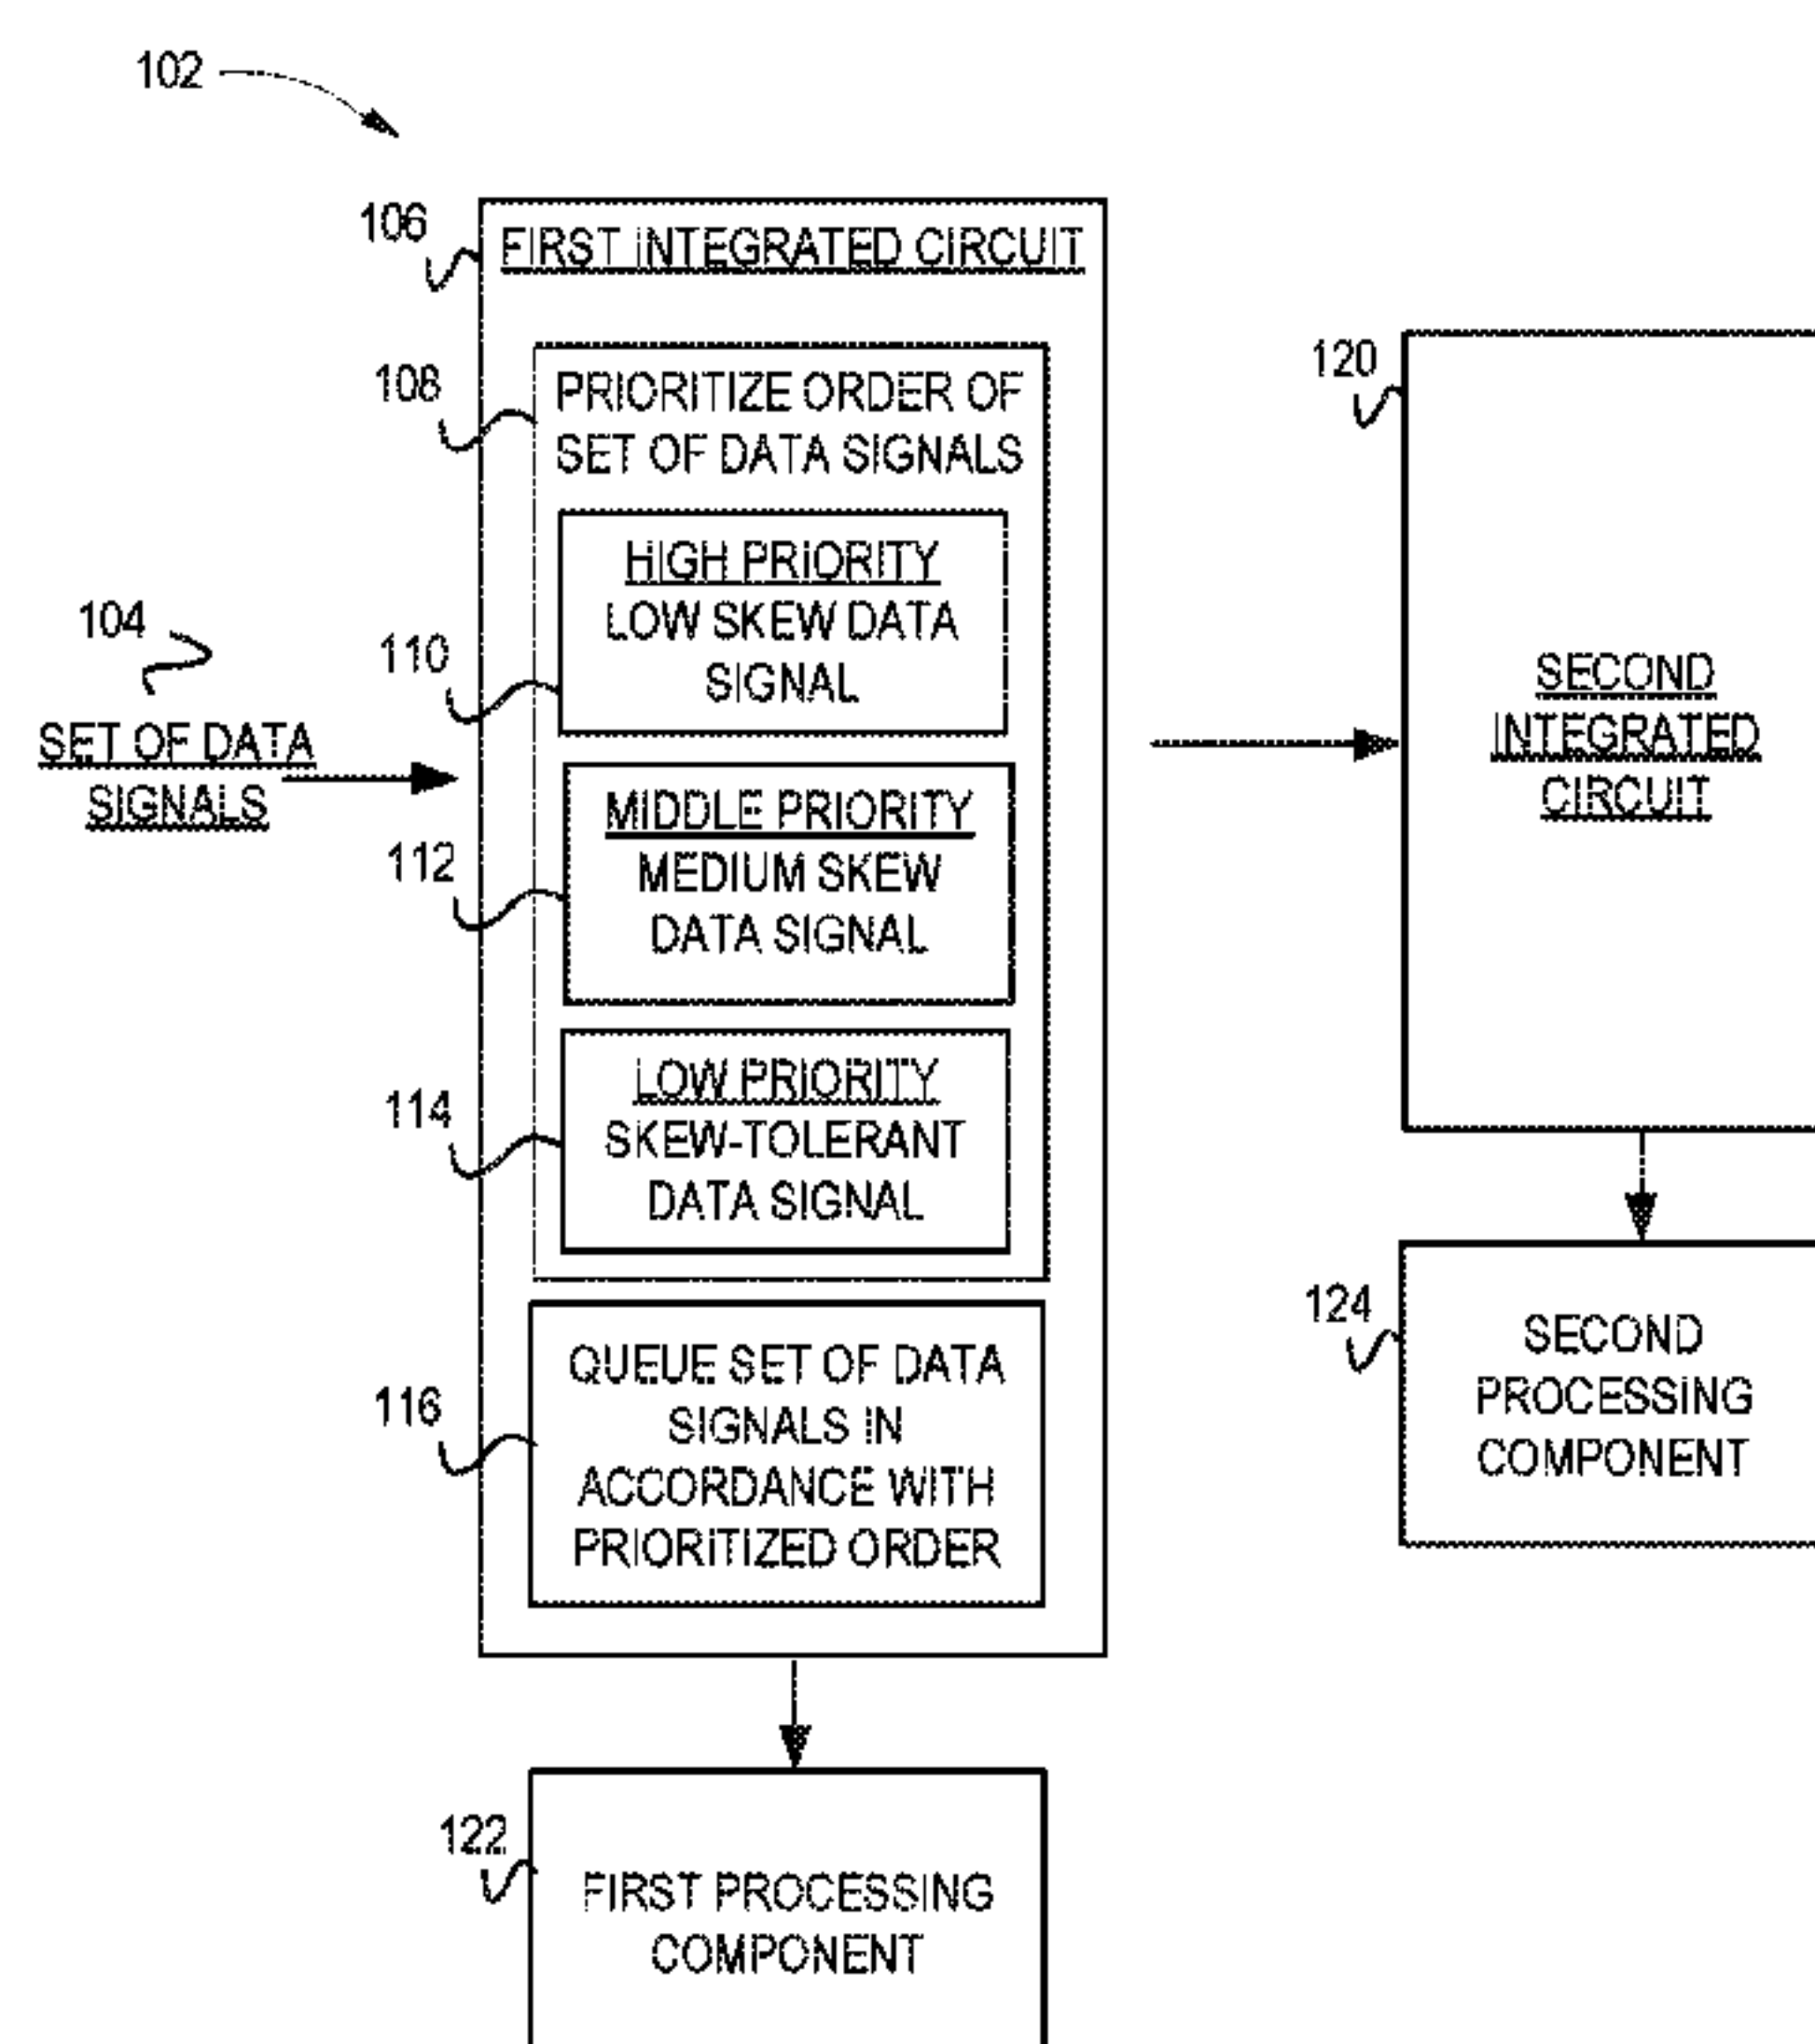 102
106
FIRST INTEGRATED CIRCUIT
108
PRIORITIZE ORDER OF
SET OF DATA SIGNALS
110
HIGH PRIORITY
LOW SKEW DATA
SIGNAL
104
SET OF DATA
SIGNALS
112
MIDDLE PRIORITY
MEDIUM SKEW
DATA SIGNAL
114
LOW PRIORITY
SKEW-TOLERANT
DATA SIGNAL
116
QUEUE SET OF DATA
SIGNALS IN
ACCORDANCE WITH
PRIORITIZED ORDER
122
FIRST PROCESSING
COMPONENT
120
SECOND
INTEGRATED
CIRCUIT
124
SECOND
PROCESSING
COMPONENT